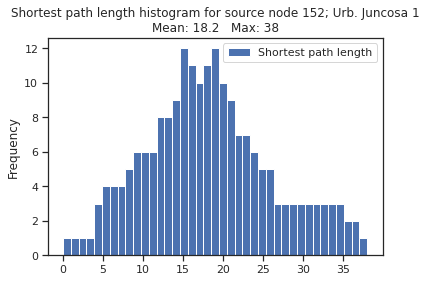 Shortest path length histogram for source node 152; Urb. Juncosa 1
Mean: 18.2 Max: 38
Shortest path length
Frequency
12
10
8
6
4
2
0
0 5 10 15 20 25 30 35